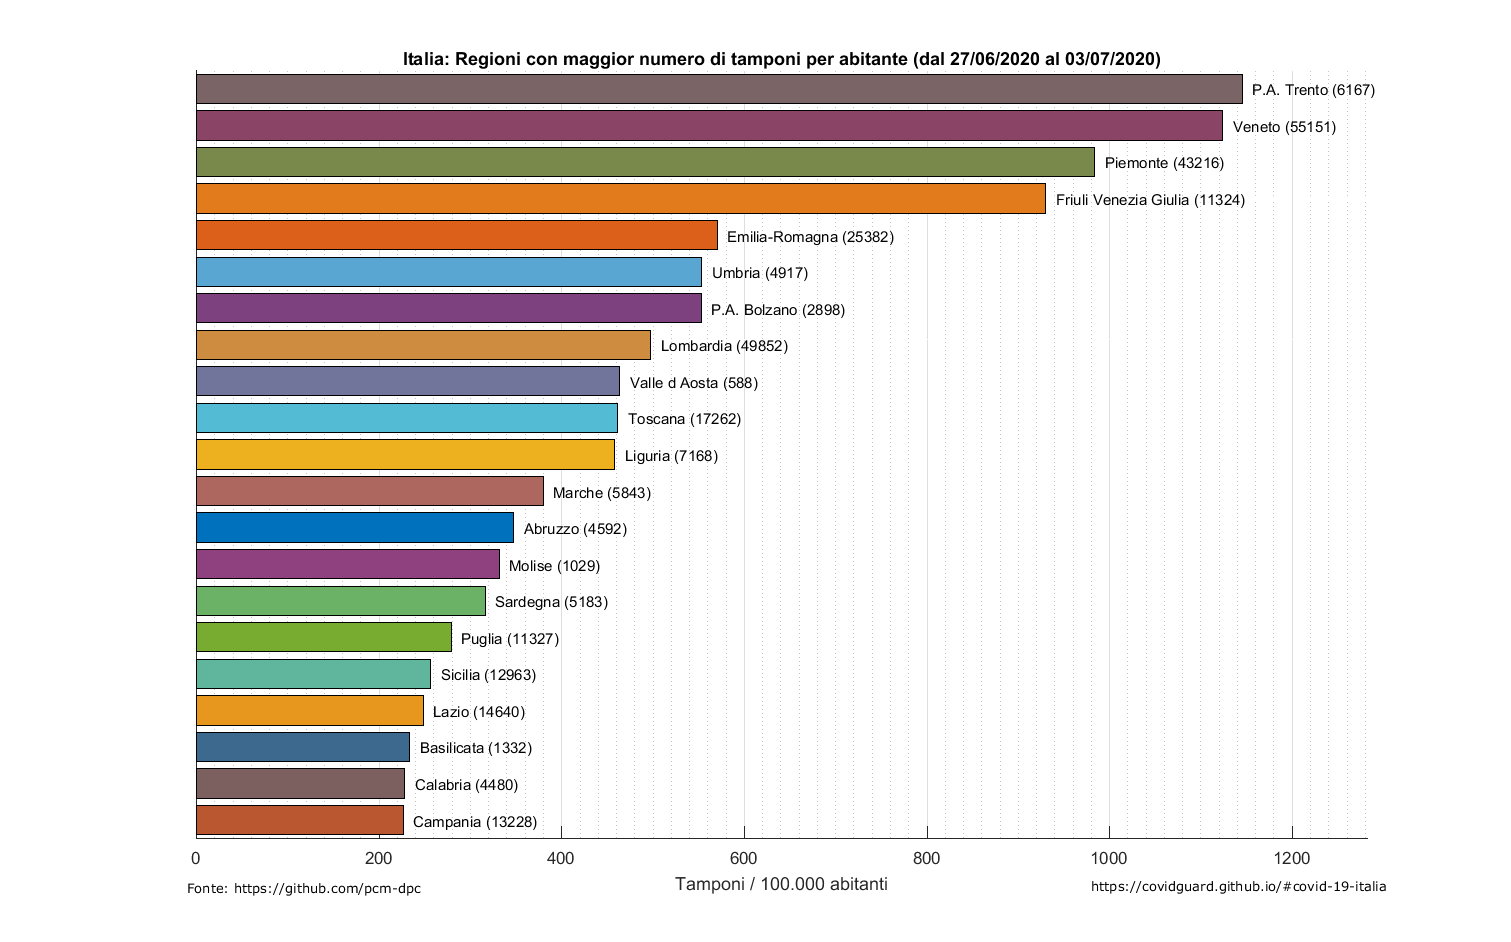 Italia: Regioni con maggior numero di tamponi per abitante (dal 27/06/2020 al 03/07/2020)
P.A. Trento (6167)
Veneto (55151)
Piemonte (43216)
Friuli Venezia Giulia (11324)
Emilia-Romagna (25382)
Umbria (4917)
P.A. Bolzano (2898)
Lombardia (49852)
Valle d Aosta (588)
Toscana (17262)
Liguria (7168)
Marche (5843)
Abruzzo (4592)
Molise (1029)
Sardegna (5183)
Puglia (11327)
Sicilia (12963)
Lazio (14640)
Basilicata (1332)
Calabria (4480)
Campania (13228)
0 200 400 600 800 1000 1200
Tamponi / 100.000 abitanti
Fonte: https://github.com/pcm-dpc
https://covidguard.github.io/#covid-19-italia